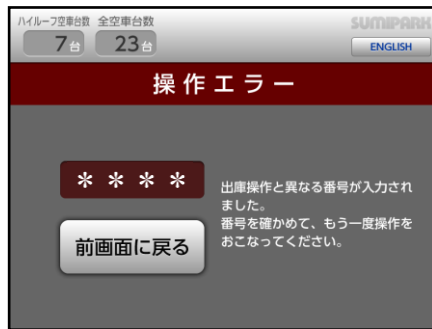 ハイルーフ空車台数 全空車台数
7台 23台
SUMIPARK
ENGLISH
操作エラー
＊＊＊＊
出庫操作と異なる番号が入力され
ました。
番号を確かめて、もう一度操作を
おこなってください。
前画面に戻る